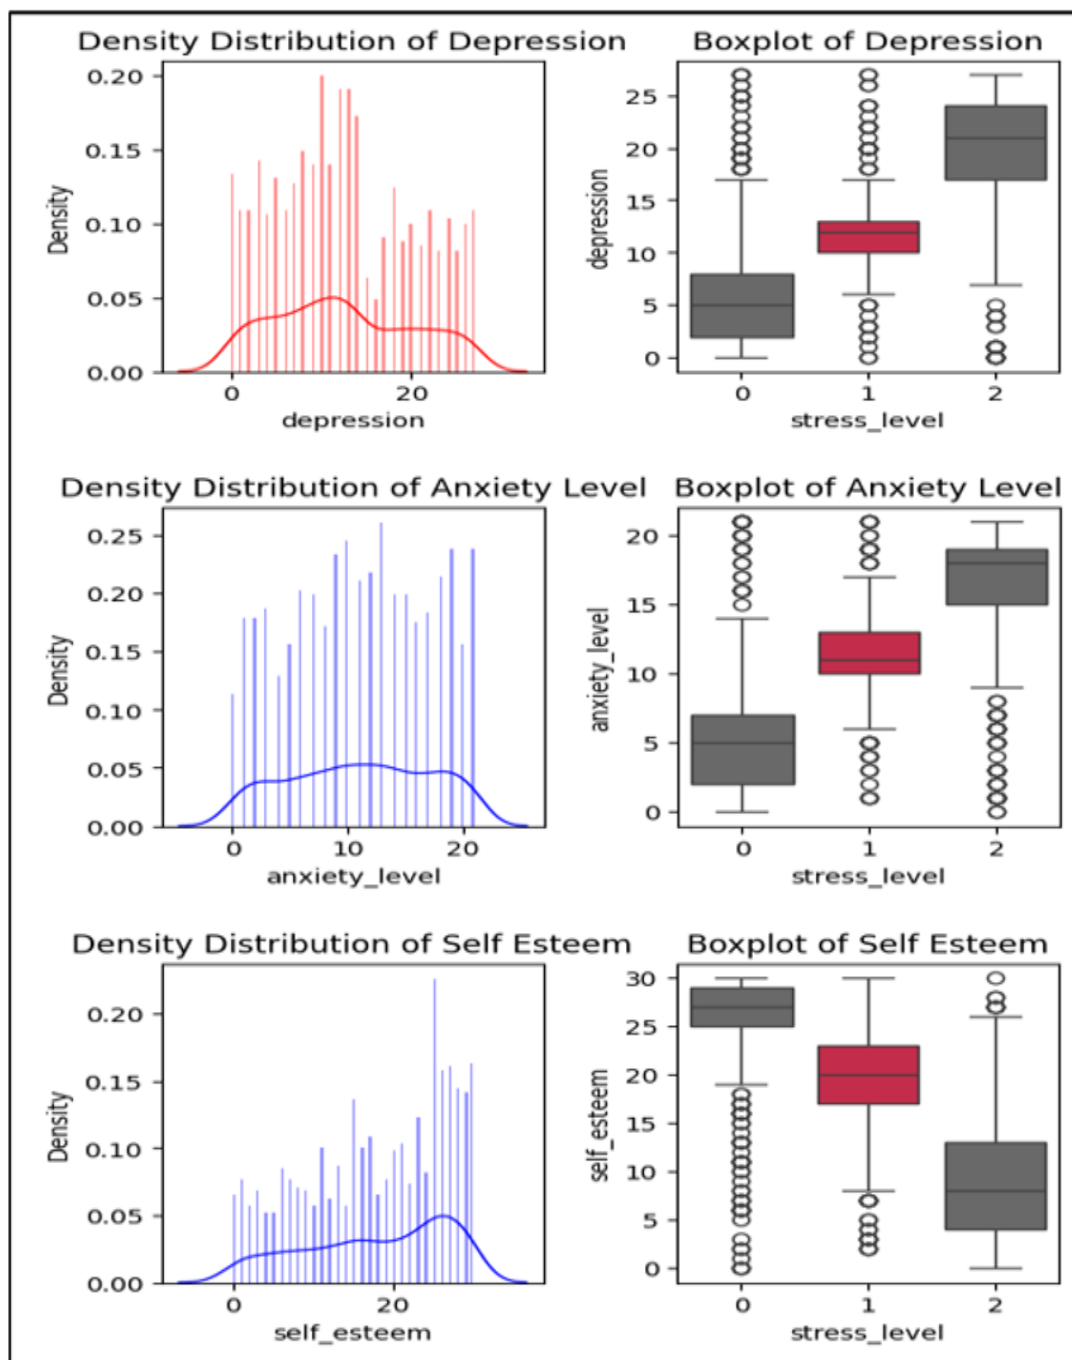 Density Distribution of Depression
Density
0.20
0.15
0.10
0.05
0.00
0 20
depression
Boxplot of Depression
depression
25
20
15
10
5
0
0 1 2
stress_level
Density Distribution of Anxiety Level
Density
0.25
0.20
0.15
0.10
0.05
0.00
0 10 20
anxiety_level
Boxplot of Anxiety Level
anxiety_level
20
15
10
5
0
0 1 2
stress_level
Density Distribution of Self Esteem
Density
0.20
0.15
0.10
0.05
0.00
0 20
self_esteem
Boxplot of Self Esteem
self_esteem
30
25
20
15
10
5
0
0 1 2
stress_level